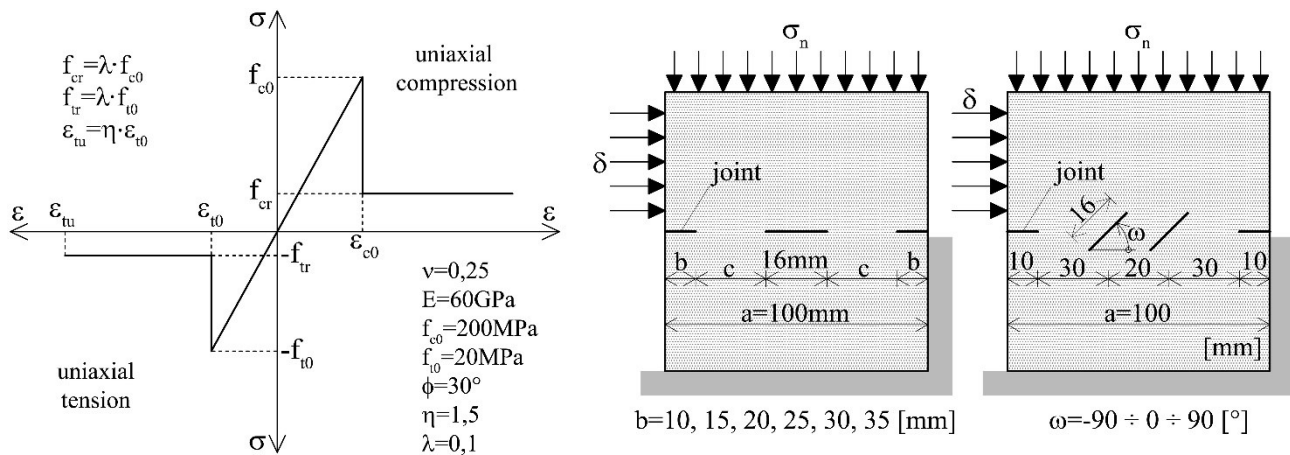 σ
f_cr=λ·f_c0
f_tr=λ·f_t0
ε_tu=η·ε_t0
uniaxial
compression
f_c0
f_cr
ε_tu
ε_t0
ε
ε
ε_c0
-f_tr
-f_t0
uniaxial
tension
ν=0,25
E=60GPa
f_c0=200MPa
f_t0=20MPa
ϕ=30°
η=1,5
λ=0,1
σ
σ_n
δ
joint
b
c
16mm
c
b
a=100mm
b=10, 15, 20, 25, 30, 35 [mm]
σ_n
δ
joint
16
ω
10
30
20
30
10
a=100
[mm]
ω=-90 ÷ 0 ÷ 90 [°]